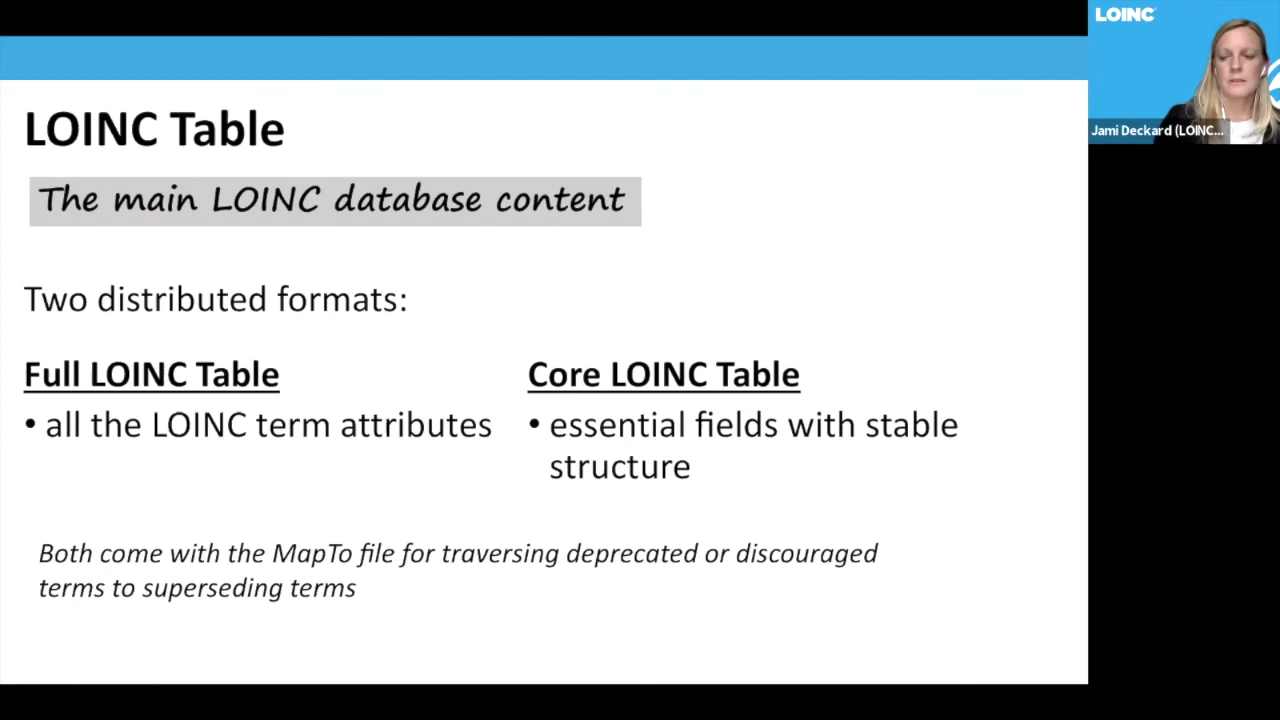 LOINC
Jami Deckard (LOINC...
LOINC Table
The main LOINC database content
Two distributed formats:
Full LOINC Table
• all the LOINC term attributes
Core LOINC Table
• essential fields with stable
structure
Both come with the MapTo file for traversing deprecated or discouraged
terms to superseding terms